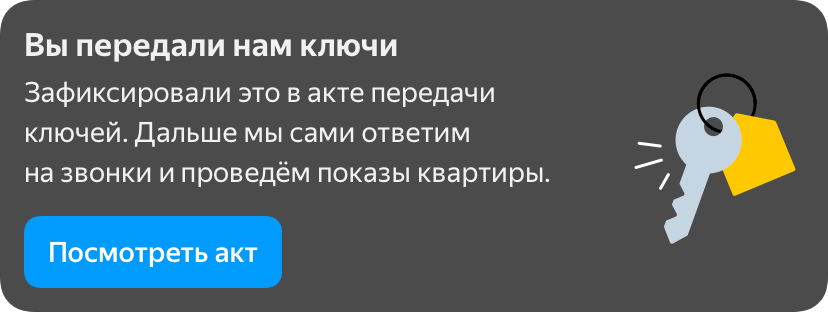 Вы передали нам ключи
Зафиксировали это в акте передачи
ключей. Дальше мы сами ответим
на звонки и проведём показы квартиры.
Посмотреть акт